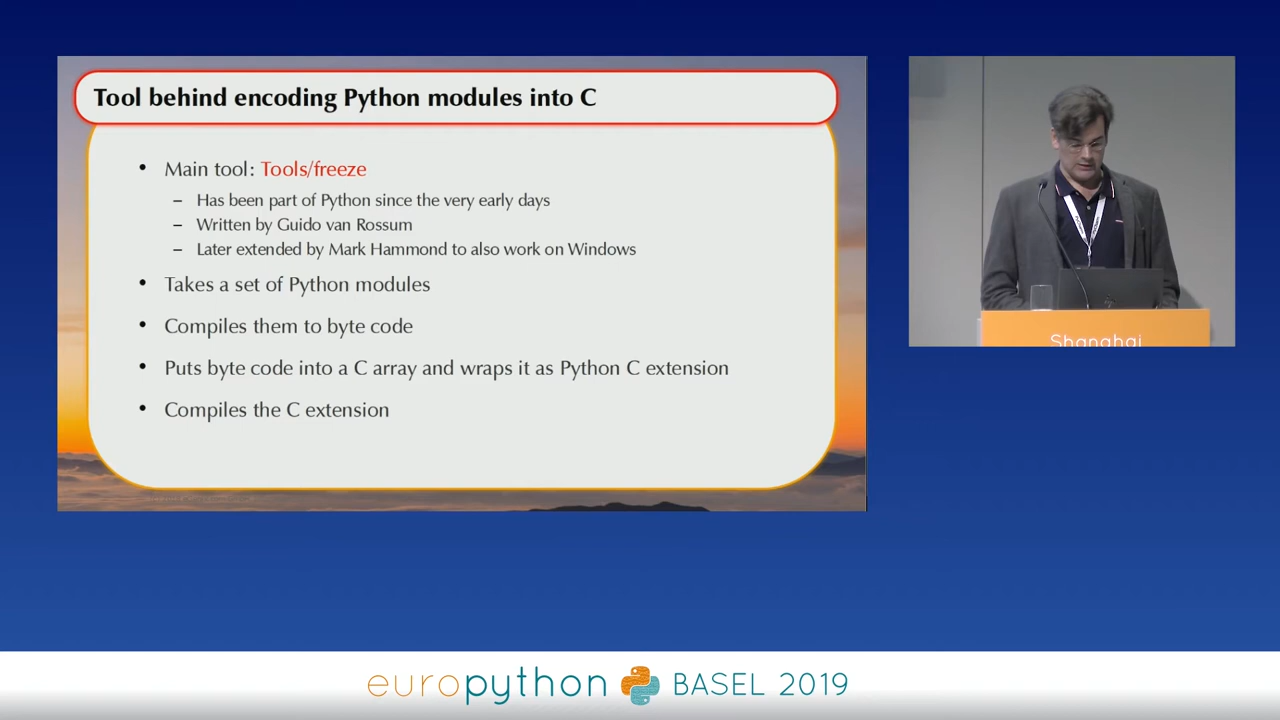 Tool behind encoding Python modules into C
• Main tool: Tools/freeze
– Has been part of Python since the very early days
– Written by Guido van Rossum
– Later extended by Mark Hammond to also work on Windows
• Takes a set of Python modules
• Compiles them to byte code
• Puts byte code into a C array and wraps it as Python C extension
• Compiles the C extension
Shanghai
europython BASEL 2019